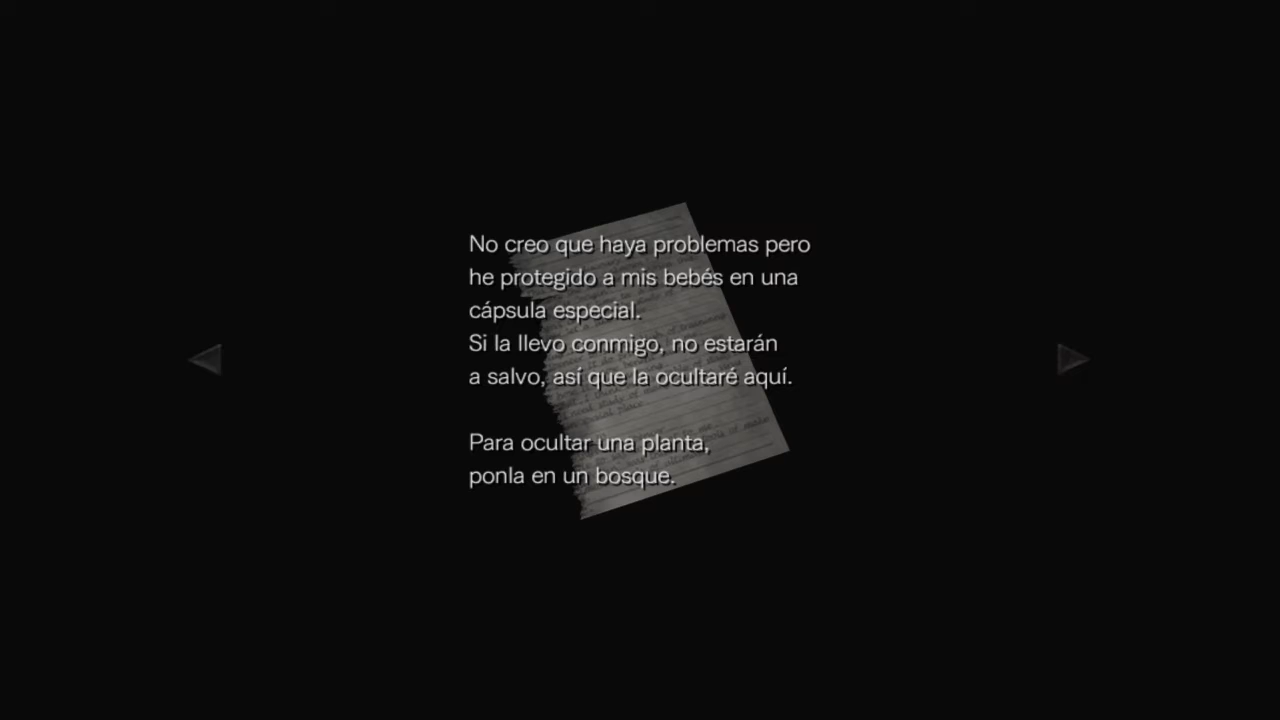 No creo que haya problemas pero
he protegido a mis bebés en una
cápsula especial.
Si la llevo conmigo, no estarán
a salvo, así que la ocultaré aquí.
Para ocultar una planta,
ponla en un bosque.